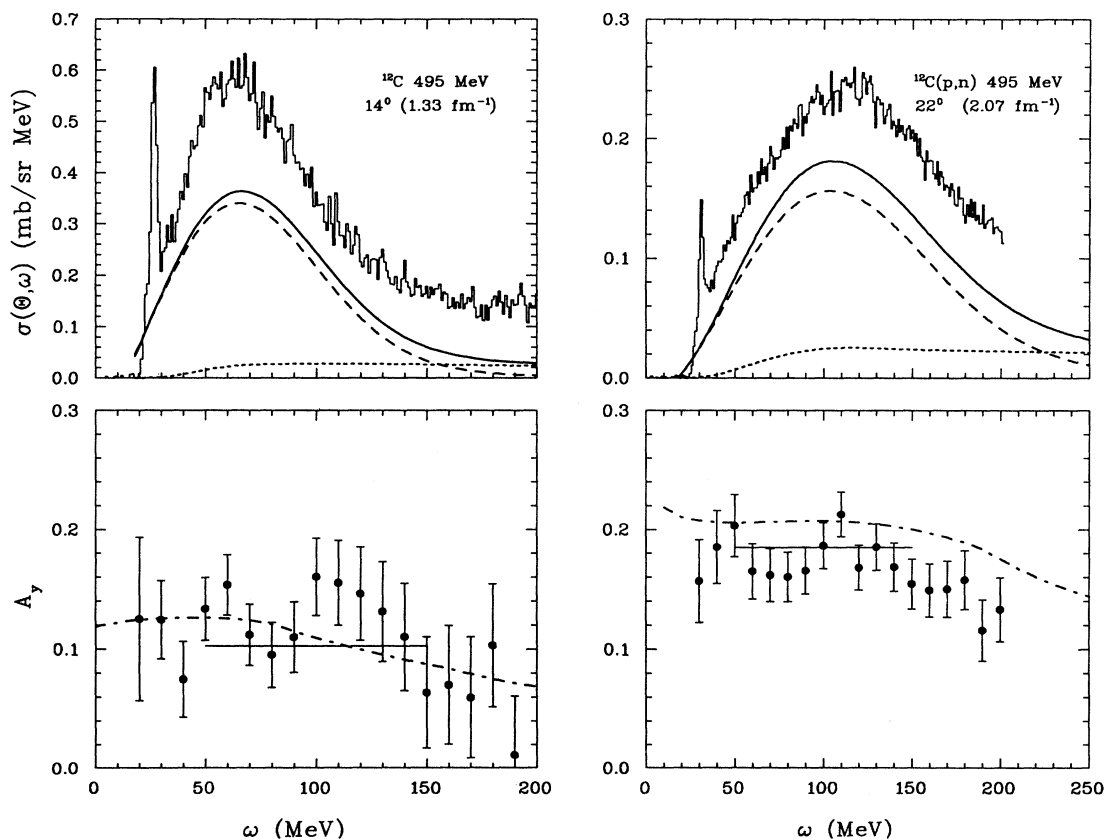 0.7
0.6
0.5
0.4
0.3
0.2
0.1
0.0
σ(Θ,ω) (mb/sr MeV)
¹²C 495 MeV
14⁰ (1.33 fm⁻¹)
0.3
0.2
0.1
0.0
¹²C(p,n) 495 MeV
22⁰ (2.07 fm⁻¹)
0.3
0.2
0.1
0.0
A_y
0 50 100 150 200
ω (MeV)
0.3
0.2
0.1
0.0
0 50 100 150 200 250
ω (MeV)